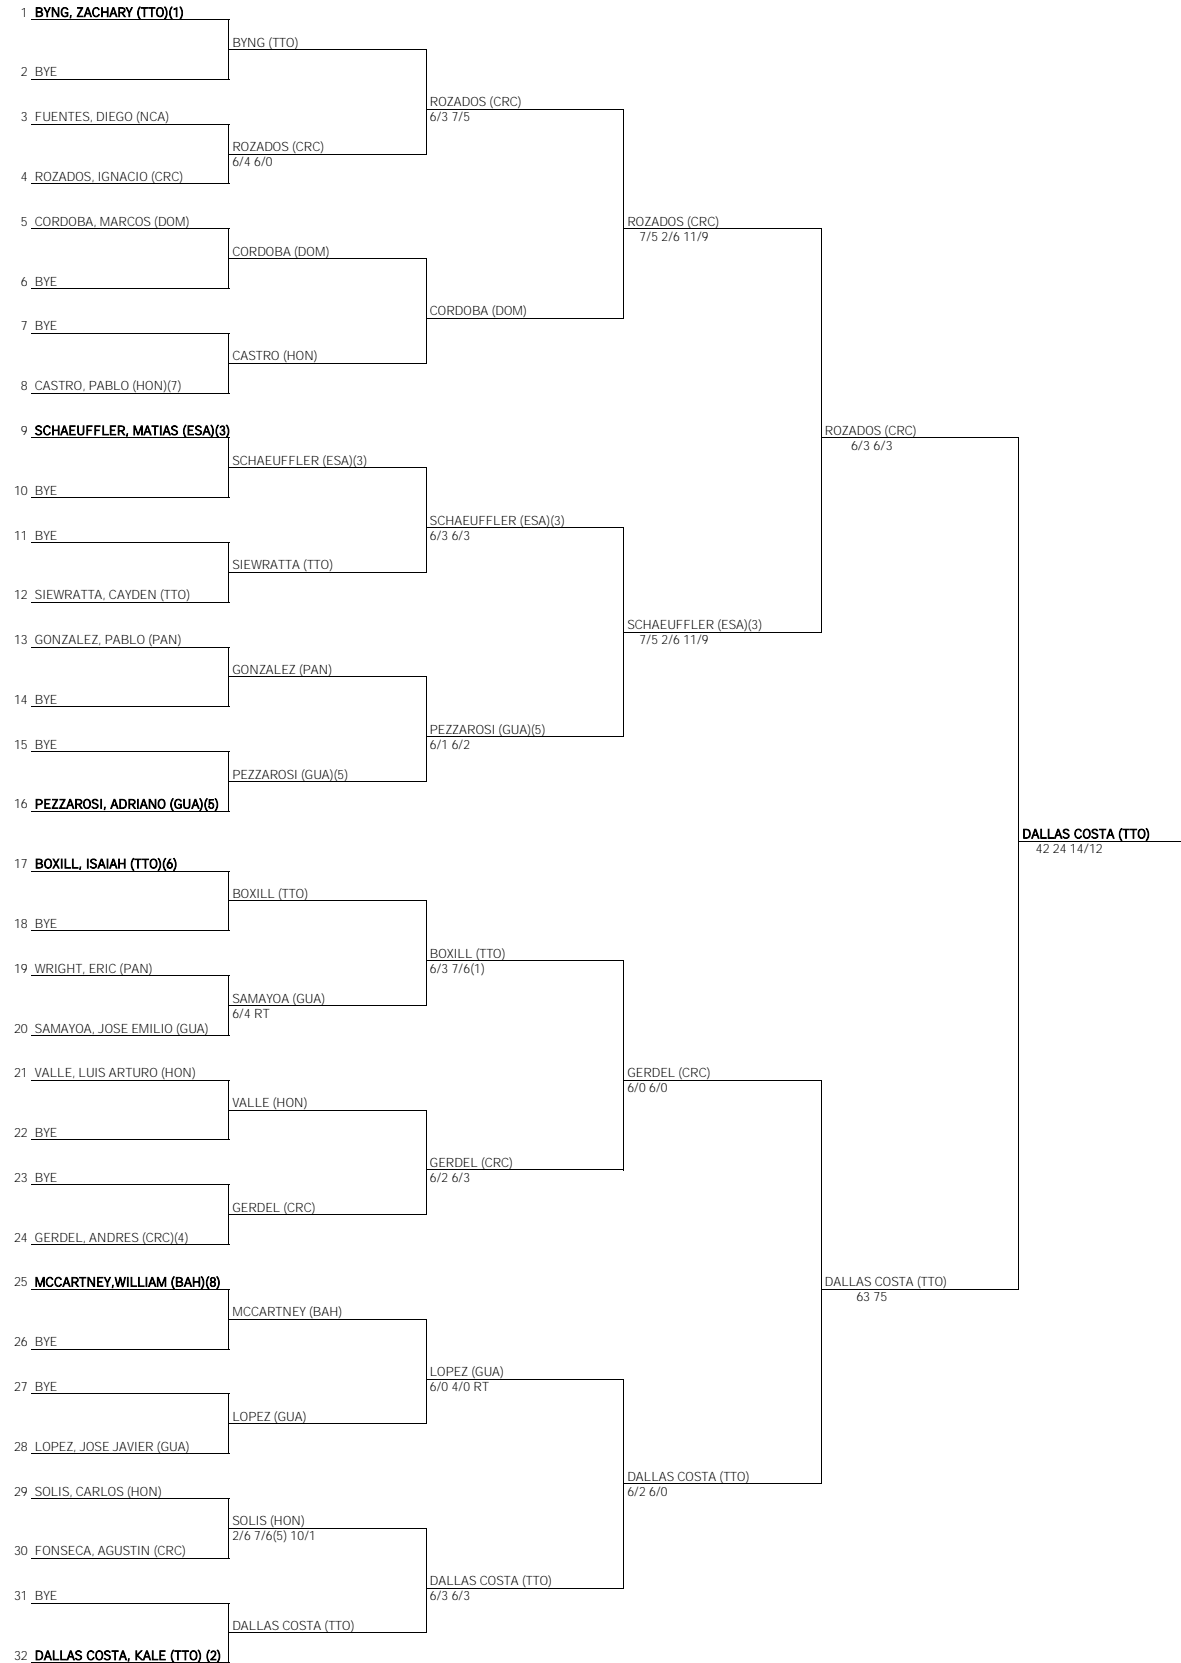 1 BYNG, ZACHARY (TTO)(1)
BYNG (TTO)
2 BYE
ROZADOS (CRC)
6/3 7/5
3 FUENTES, DIEGO (NCA)
ROZADOS (CRC)
6/4 6/0
4 ROZADOS, IGNACIO (CRC)
ROZADOS (CRC)
7/5 2/6 11/9
5 CORDOBA, MARCOS (DOM)
CORDOBA (DOM)
6 BYE
CORDOBA (DOM)
7 BYE
CASTRO (HON)
8 CASTRO, PABLO (HON)(7)
ROZADOS (CRC)
6/3 6/3
9 SCHAEUFFLER, MATIAS (ESA)(3)
SCHAEUFFLER (ESA)(3)
10 BYE
SCHAEUFFLER (ESA)(3)
6/3 6/3
11 BYE
SIEWRATTA (TTO)
12 SIEWRATTA, CAYDEN (TTO)
SCHAEUFFLER (ESA)(3)
7/5 2/6 11/9
13 GONZALEZ, PABLO (PAN)
GONZALEZ (PAN)
14 BYE
PEZZAROSI (GUA)(5)
6/1 6/2
15 BYE
PEZZAROSI (GUA)(5)
16 PEZZAROSI, ADRIANO (GUA)(5)
DALLAS COSTA (TTO)
42 24 14/12
17 BOXILL, ISAIAH (TTO)(6)
BOXILL (TTO)
18 BYE
BOXILL (TTO)
6/3 7/6(1)
19 WRIGHT, ERIC (PAN)
SAMAYOA (GUA)
6/4 RT
20 SAMAYOA, JOSE EMILIO (GUA)
GERDEL (CRC)
6/0 6/0
21 VALLE, LUIS ARTURO (HON)
VALLE (HON)
22 BYE
GERDEL (CRC)
6/2 6/3
23 BYE
GERDEL (CRC)
24 GERDEL, ANDRES (CRC)(4)
DALLAS COSTA (TTO)
63 75
25 MCCARTNEY,WILLIAM (BAH)(8)
MCCARTNEY (BAH)
26 BYE
LOPEZ (GUA)
6/0 4/0 RT
27 BYE
LOPEZ (GUA)
28 LOPEZ, JOSE JAVIER (GUA)
DALLAS COSTA (TTO)
6/2 6/0
29 SOLIS, CARLOS (HON)
SOLIS (HON)
2/6 7/6(5) 10/1
30 FONSECA, AGUSTIN (CRC)
DALLAS COSTA (TTO)
6/3 6/3
31 BYE
DALLAS COSTA (TTO)
32 DALLAS COSTA, KALE (TTO) (2)